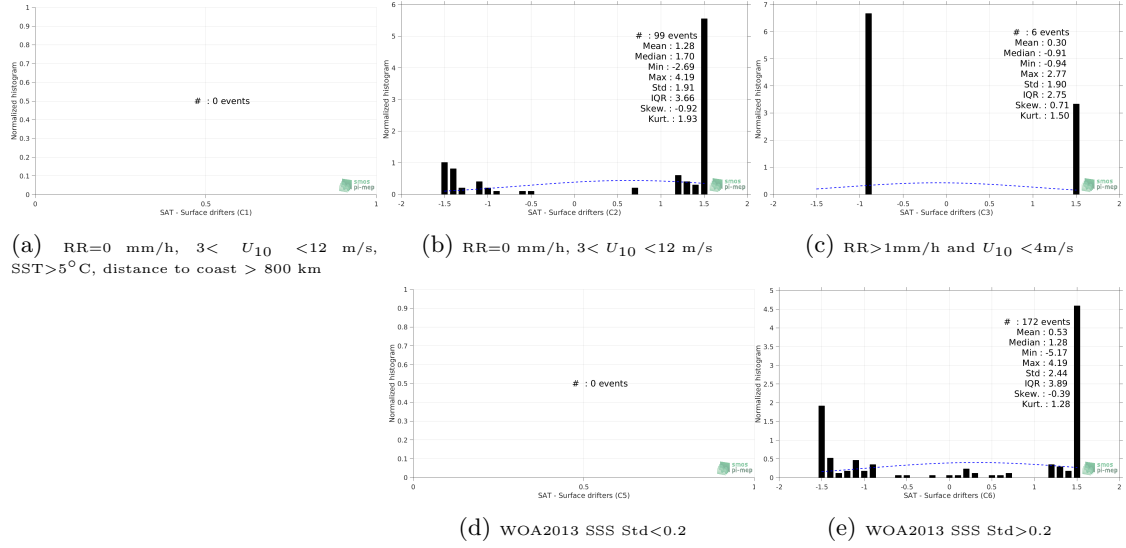 1
0.9
0.8
0.7
0.6
0.5
0.4
0.3
0.2
0.1
0
Normalized histogram
# : 0 events
smos
pi-mep
0
0.5
1
SAT - Surface drifters (C1)
(a) RR=0 mm/h, 3< U10 <12 m/s,
SST>5°C, distance to coast > 800 km
6
5
4
3
2
1
0
Normalized histogram
# : 99 events
Mean : 1.28
Median : 1.70
Min : -2.69
Max : 4.19
Std : 1.91
IQR : 3.66
Skew. : -0.92
Kurt. : 1.93
smos
pi-mep
-2
-1.5
-1
-0.5
0
0.5
1
1.5
2
SAT - Surface drifters (C2)
(b) RR=0 mm/h, 3< U10 <12 m/s
7
6
5
4
3
2
1
0
Normalized histogram
# : 6 events
Mean : 0.30
Median : -0.91
Min : -0.94
Max : 2.77
Std : 1.90
IQR : 2.75
Skew. : 0.71
Kurt. : 1.50
smos
pi-mep
-2
-1.5
-1
-0.5
0
0.5
1
1.5
2
SAT - Surface drifters (C3)
(c) RR>1mm/h and U10 <4m/s
1
0.9
0.8
0.7
0.6
0.5
0.4
0.3
0.2
0.1
0
Normalized histogram
# : 0 events
smos
pi-mep
0
0.5
1
SAT - Surface drifters (C5)
(d) WOA2013 SSS Std<0.2
5
4.5
4
3.5
3
2.5
2
1.5
1
0.5
0
Normalized histogram
# : 172 events
Mean : 0.53
Median : 1.28
Min : -5.17
Max : 4.19
Std : 2.44
IQR : 3.89
Skew. : -0.39
Kurt. : 1.28
smos
pi-mep
-2
-1.5
-1
-0.5
0
0.5
1
1.5
2
SAT - Surface drifters (C6)
(e) WOA2013 SSS Std>0.2